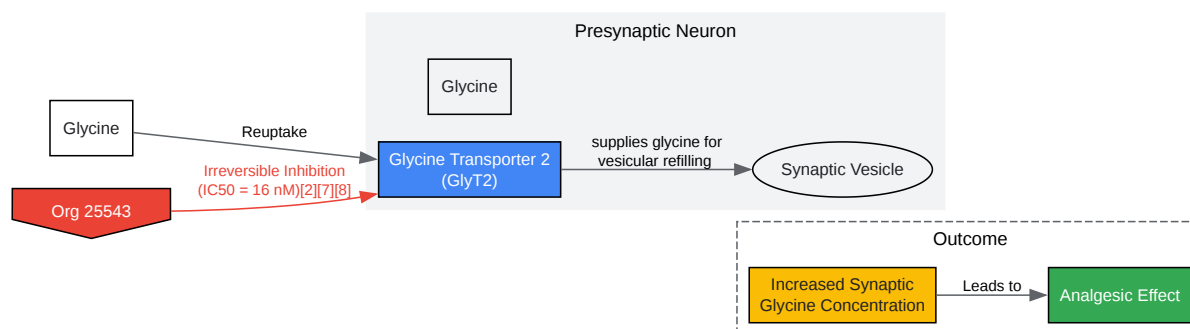 Presynaptic Neuron
Glycine
Glycine
Reuptake
Glycine Transporter 2
(GlyT2)
supplies glycine for
vesicular refilling
Synaptic Vesicle
Irreversible Inhibition
(IC50 = 16 nM)[2][7][8]
Org 25543
Outcome
Increased Synaptic
Glycine Concentration
Leads to
Analgesic Effect